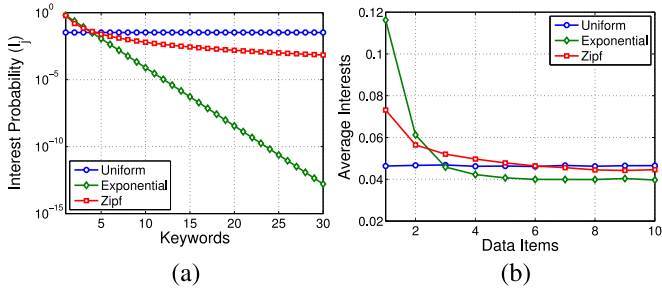 10^0
10^-5
10^-10
10^-15
Interest Probability (I_j)
Uniform
Exponential
Zipf
5 10 15 20 25 30
Keywords
(a)
0.12
0.1
0.08
0.06
0.04
0.02
Average Interests
Uniform
Exponential
Zipf
2 4 6 8 10
Data Items
(b)